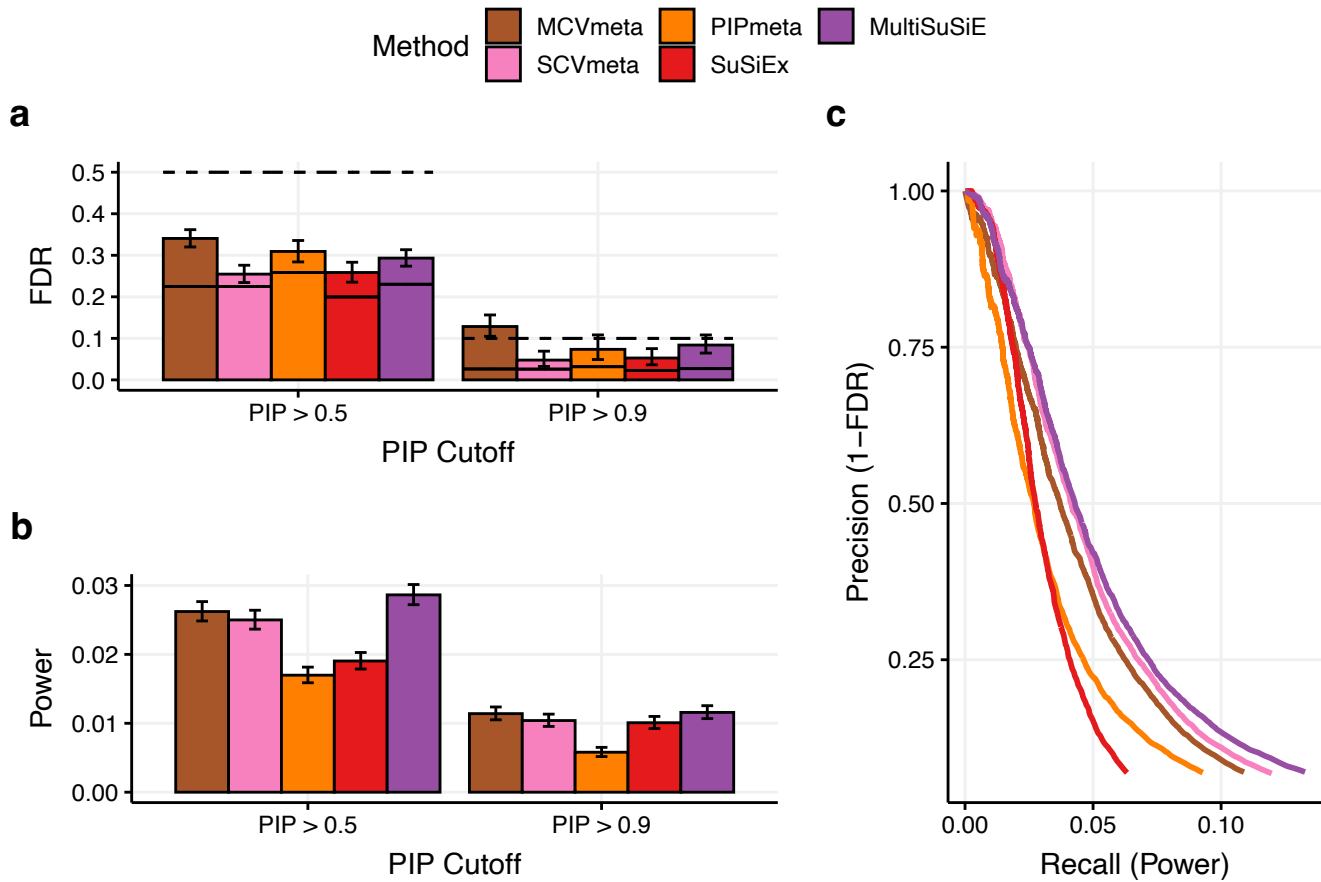 Method
MCVmeta
PIPmeta
MultiSuSiE
SCVmeta
SuSiEx
a
FDR
0.5
0.4
0.3
0.2
0.1
0.0
PIP > 0.5
PIP > 0.9
PIP Cutoff
b
Power
0.03
0.02
0.01
0.00
PIP > 0.5
PIP > 0.9
PIP Cutoff
c
Precision (1−FDR)
1.00
0.75
0.50
0.25
0.00
0.05
0.10
Recall (Power)